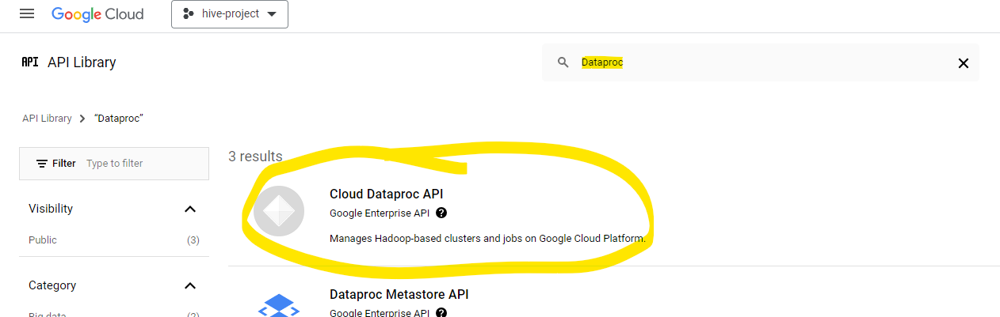 Google Cloud
hive-project
API API Library
Dataproc
API Library > “Dataproc”
Filter Type to filter
3 results
Cloud Dataproc API
Google Enterprise API ?
Manages Hadoop-based clusters and jobs on Google Cloud Platform.
Visibility
Public (3)
Category
Big data (2)
Dataproc Metastore API
Google Enterprise API ?